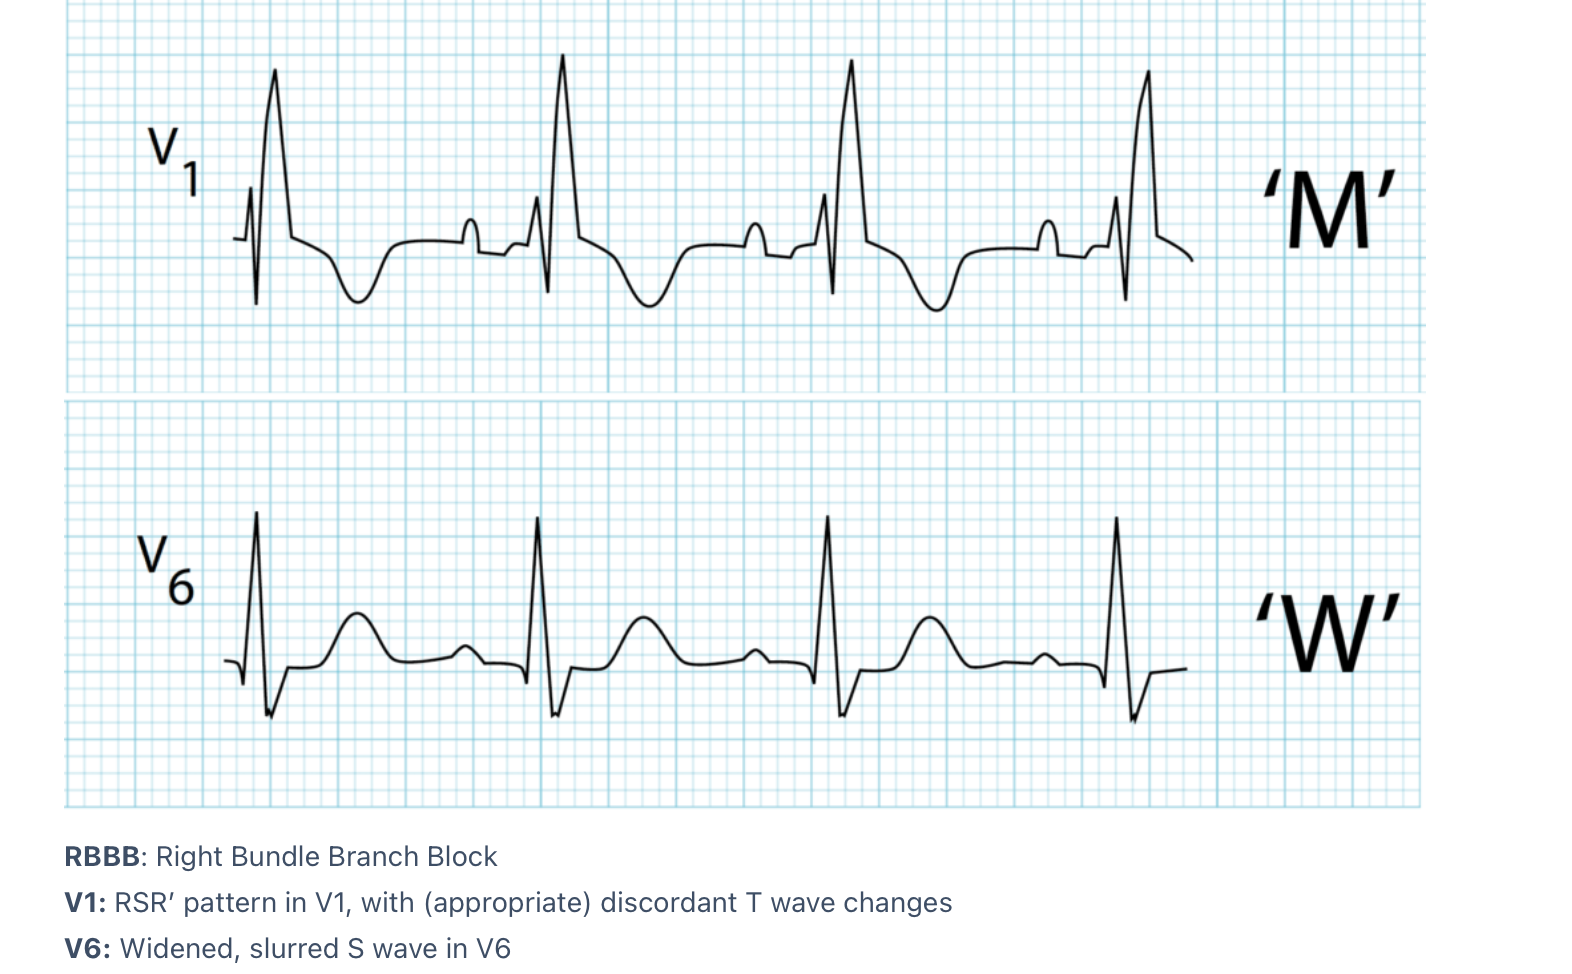 V1
‘M’
V6
‘W’
RBBB: Right Bundle Branch Block
V1: RSR’ pattern in V1, with (appropriate) discordant T wave changes
V6: Widened, slurred S wave in V6